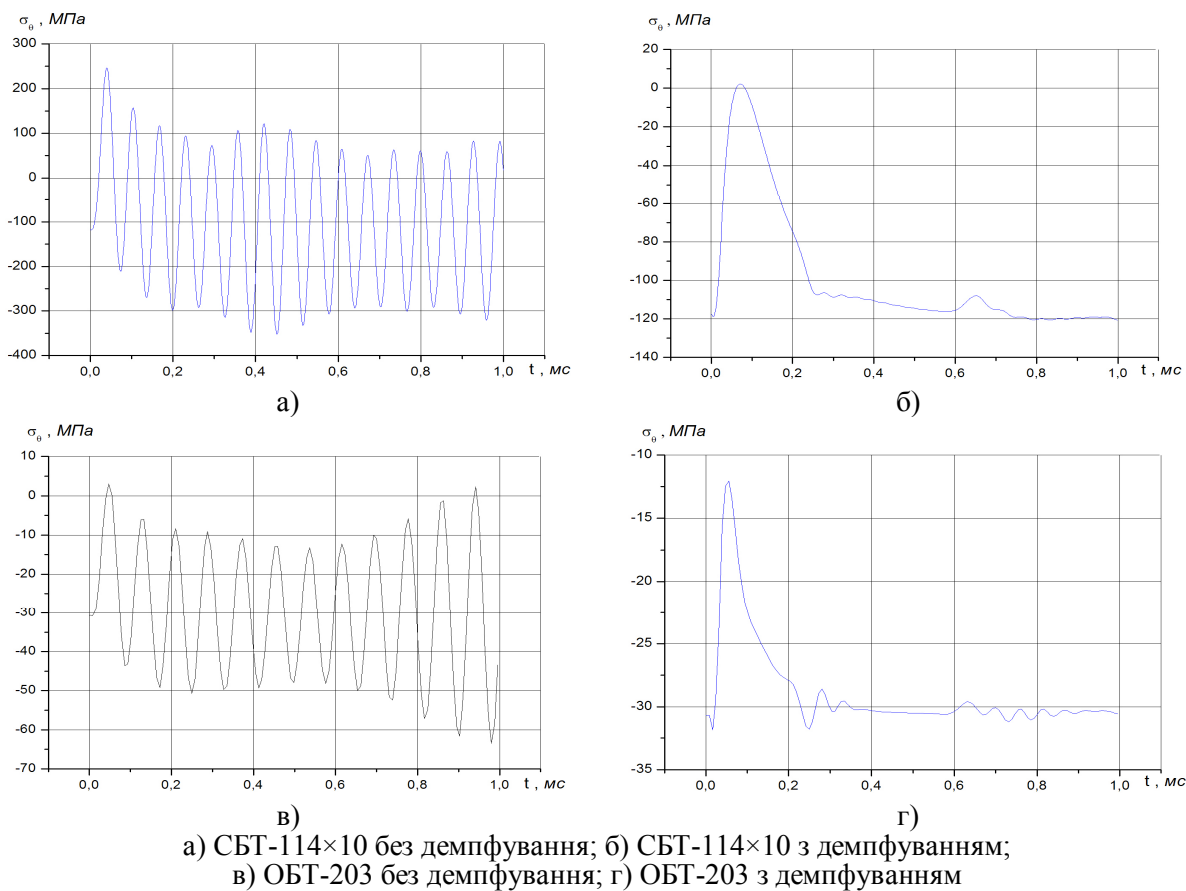 σθ , МПа
300
200
100
0
-100
-200
-300
-400
0,0 0,2 0,4 0,6 0,8 1,0 t , мс
а)
σθ , МПа
20
0
-20
-40
-60
-80
-100
-120
-140
0,0 0,2 0,4 0,6 0,8 1,0 t , мс
б)
σθ , МПа
10
0
-10
-20
-30
-40
-50
-60
-70
0,0 0,2 0,4 0,6 0,8 1,0 t , мс
в)
σθ , МПа
-10
-15
-20
-25
-30
-35
0,0 0,2 0,4 0,6 0,8 1,0 t , мс
г)
а) СБТ-114×10 без демпфування; б) СБТ-114×10 з демпфуванням;
в) ОБТ-203 без демпфування; г) ОБТ-203 з демпфуванням